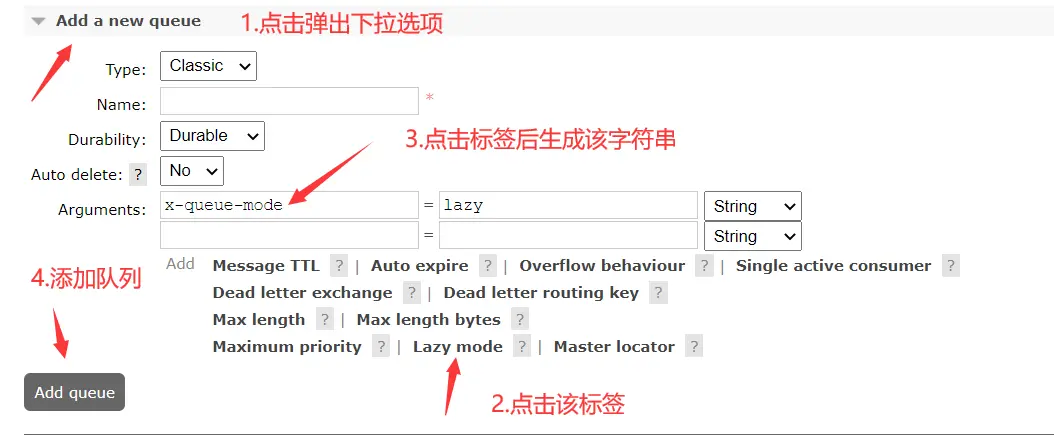 Add a new queue 1.点击弹出下拉选项
Type: Classic
Name: *
Durability: Durable
3.点击标签后生成该字符串
Auto delete: ? No
Arguments: x-queue-mode = lazy String
= String
Add Message TTL ? | Auto expire ? | Overflow behaviour ? | Single active consumer ?
4.添加队列
Dead letter exchange ? | Dead letter routing key ?
Max length ? | Max length bytes ?
Maximum priority ? | Lazy mode ? | Master locator ?
Add queue
2.点击该标签